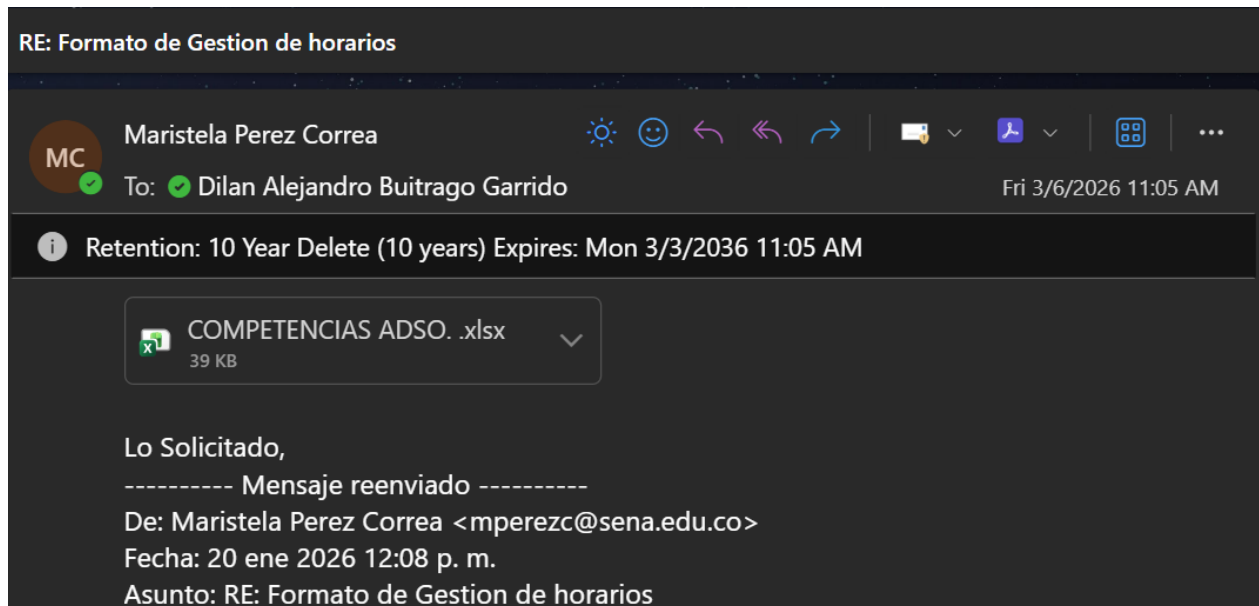 RE: Formato de Gestion de horarios
MC
Maristela Perez Correa
To: Dilan Alejandro Buitrago Garrido
Fri 3/6/2026 11:05 AM
Retention: 10 Year Delete (10 years) Expires: Mon 3/3/2036 11:05 AM
COMPETENCIAS ADSO. .xlsx
39 KB
Lo Solicitado,
---------- Mensaje reenviado ----------
De: Maristela Perez Correa <mperezc@sena.edu.co>
Fecha: 20 ene 2026 12:08 p. m.
Asunto: RE: Formato de Gestion de horarios